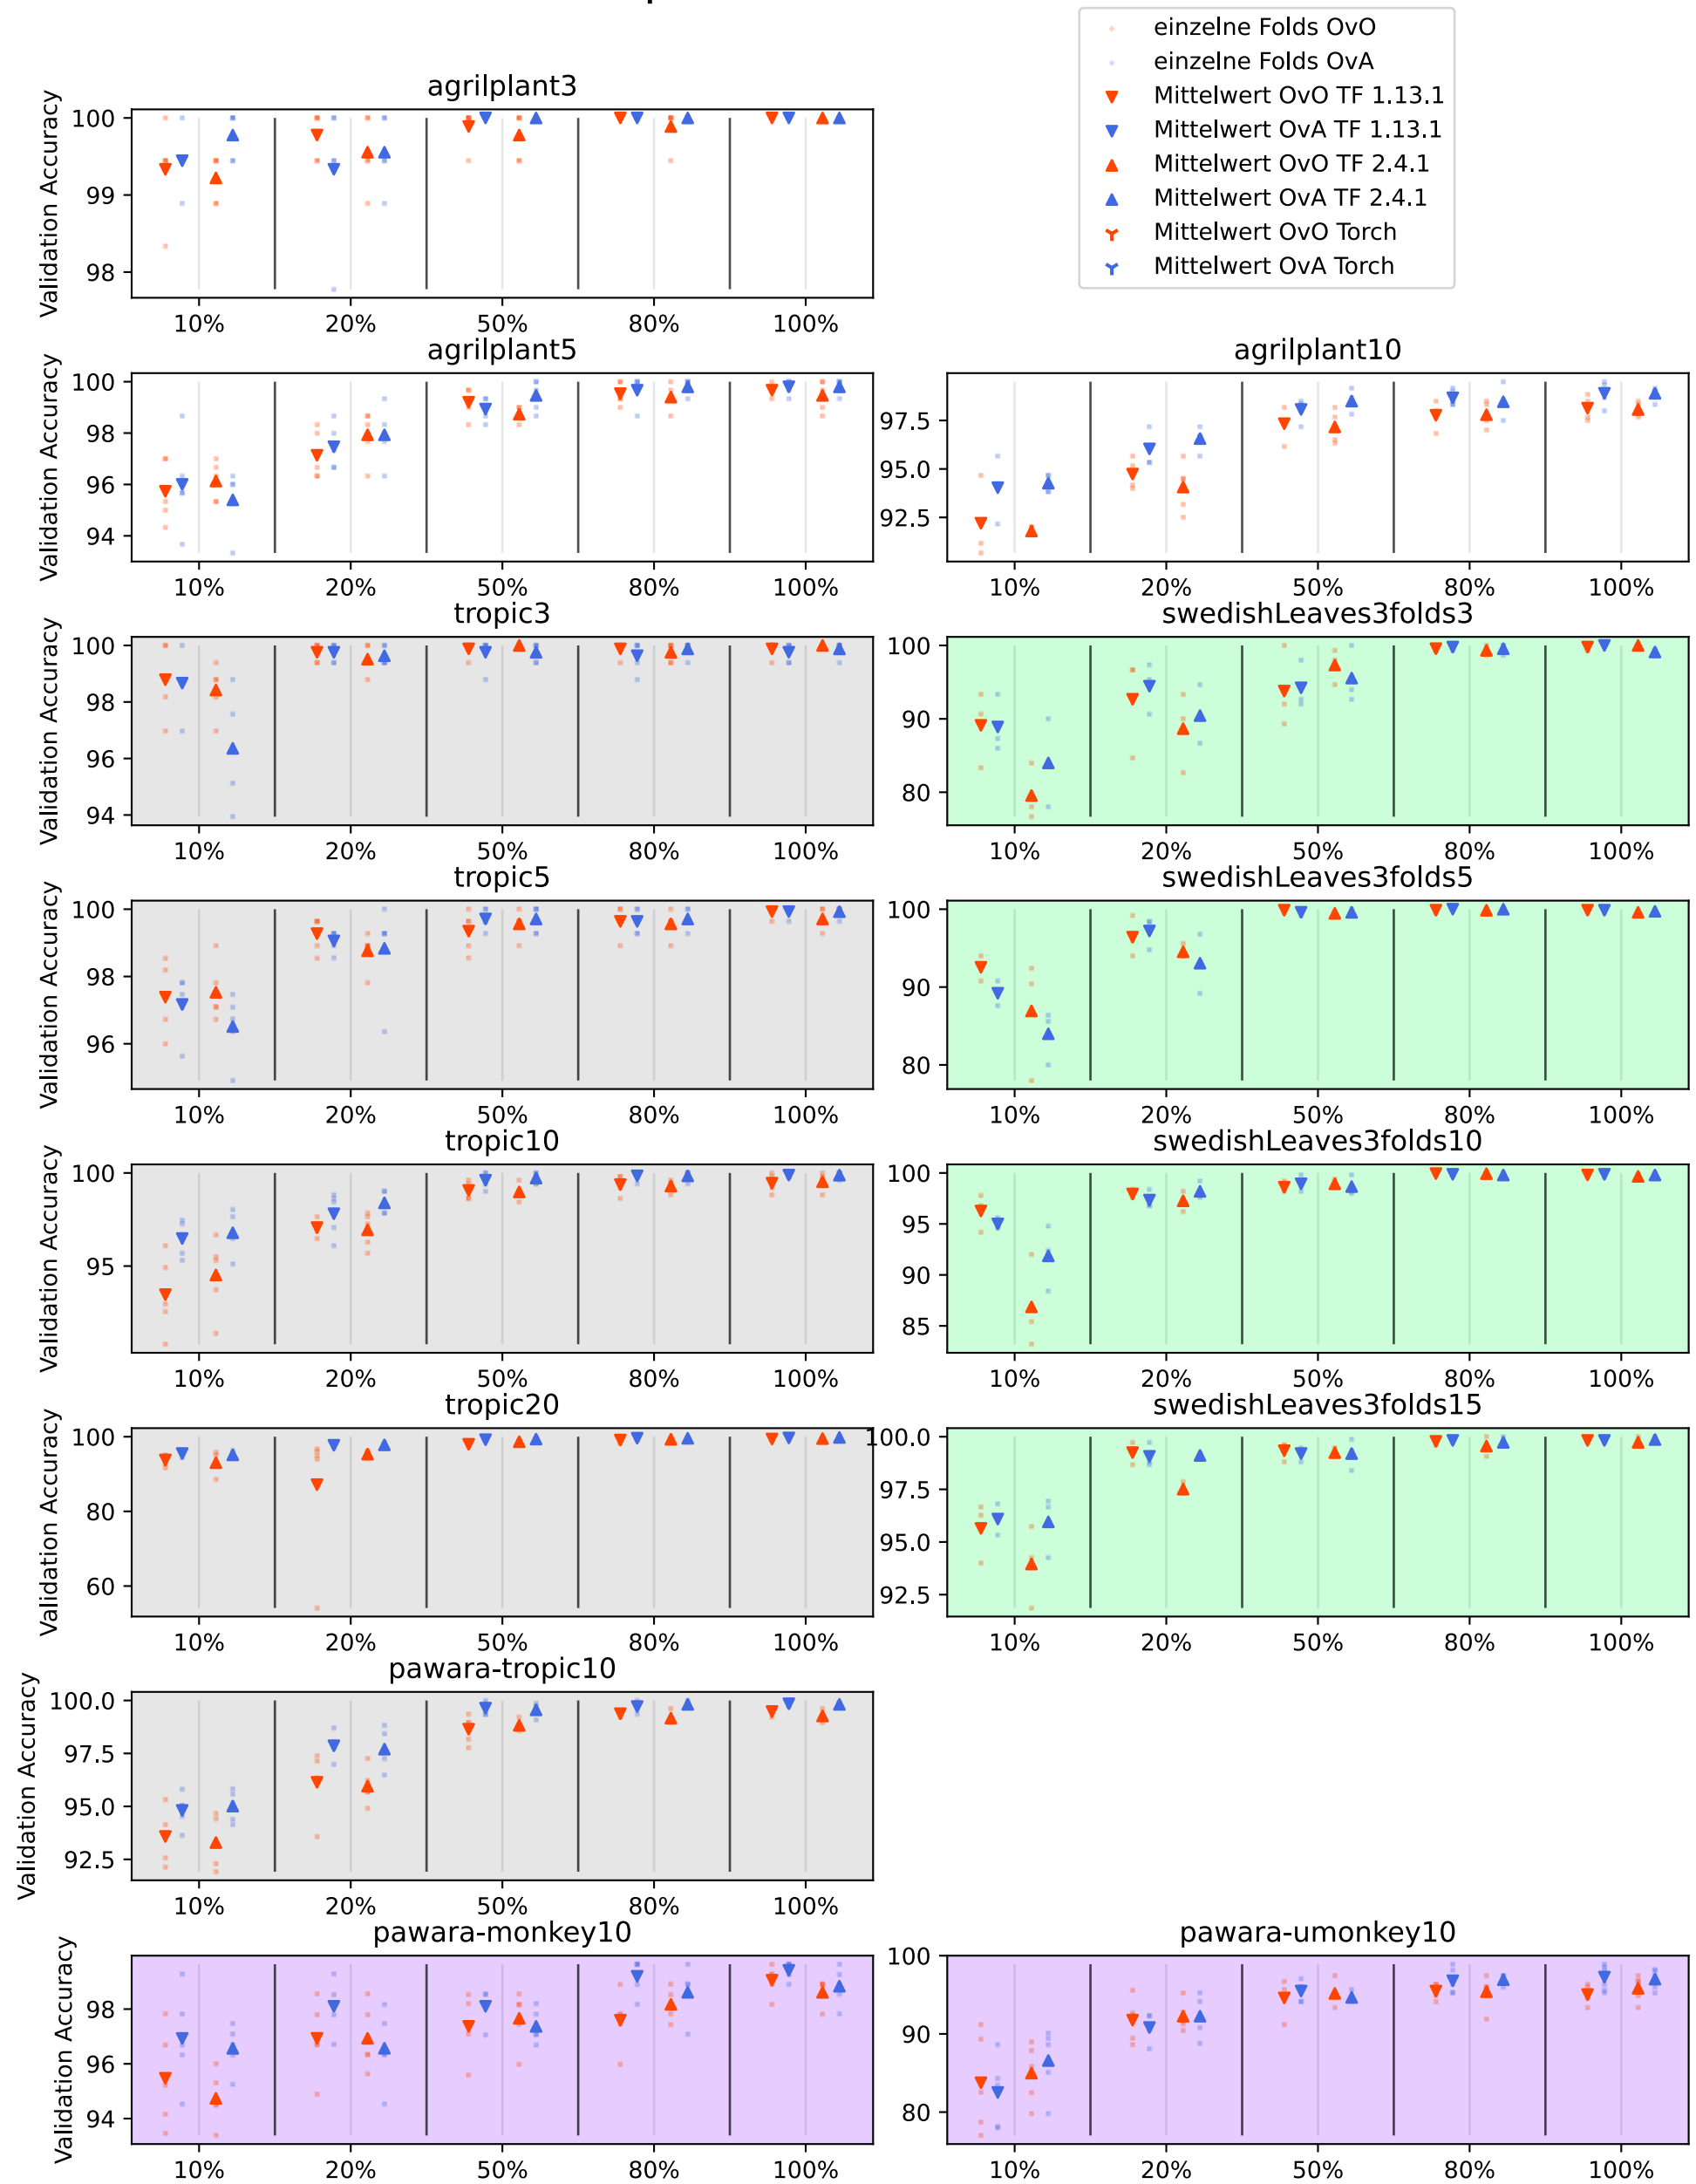 einzelne Folds OvO
einzelne Folds OvA
Mittelwert OvO TF 1.13.1
Mittelwert OvA TF 1.13.1
Mittelwert OvO TF 2.4.1
Mittelwert OvA TF 2.4.1
Mittelwert OvO Torch
Mittelwert OvA Torch
agrilplant3
Validation Accuracy
100
99
98
10% 20% 50% 80% 100%
agrilplant5
Validation Accuracy
100
98
96
94
10% 20% 50% 80% 100%
agrilplant10
97.5
95.0
92.5
10% 20% 50% 80% 100%
tropic3
Validation Accuracy
100
98
96
94
10% 20% 50% 80% 100%
swedishLeaves3folds3
100
90
80
10% 20% 50% 80% 100%
tropic5
Validation Accuracy
100
98
96
10% 20% 50% 80% 100%
swedishLeaves3folds5
100
90
80
10% 20% 50% 80% 100%
tropic10
Validation Accuracy
100
95
10% 20% 50% 80% 100%
swedishLeaves3folds10
100
95
90
85
10% 20% 50% 80% 100%
tropic20
Validation Accuracy
100
80
60
10% 20% 50% 80% 100%
swedishLeaves3folds15
100.0
97.5
95.0
92.5
10% 20% 50% 80% 100%
pawara-tropic10
Validation Accuracy
100.0
97.5
95.0
92.5
10% 20% 50% 80% 100%
pawara-monkey10
Validation Accuracy
98
96
94
10% 20% 50% 80% 100%
pawara-umonkey10
100
90
80
10% 20% 50% 80% 100%